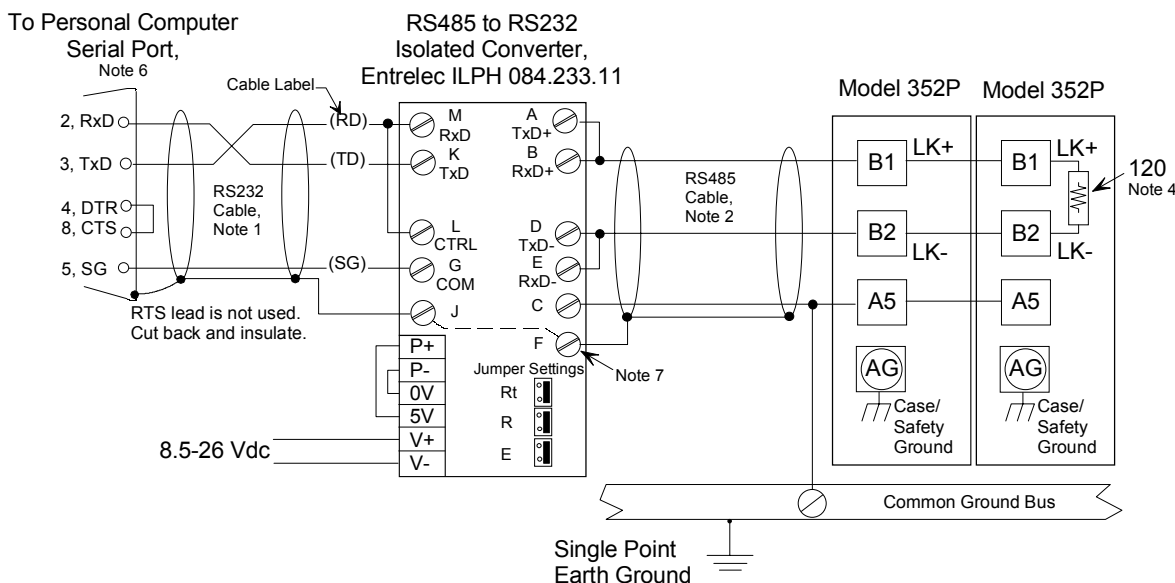 To Personal Computer
Serial Port,
Note 6
RS485 to RS232
Isolated Converter,
Entrelec ILPH 084.233.11
Cable Label
2, RxD
3, TxD
4, DTR
8, CTS
5, SG
RS232
Cable,
Note 1
(RD)
(TD)
(SG)
RTS lead is not used.
Cut back and insulate.
M
RxD
K
TxD
L
CTRL
G
COM
J
A
TxD+
B
RxD+
D
TxD-
E
RxD-
C
F
P+
P-
0V
5V
V+
V-
8.5-26 Vdc
Jumper Settings
Rt
R
E
Note 7
RS485
Cable,
Note 2
Model 352P
B1
LK+
B2
LK-
A5
AG
Case/
Safety
Ground
Model 352P
B1
LK+
B2
LK-
A5
AG
Case/
Safety
Ground
120
Note 4
Common Ground Bus
Single Point
Earth Ground